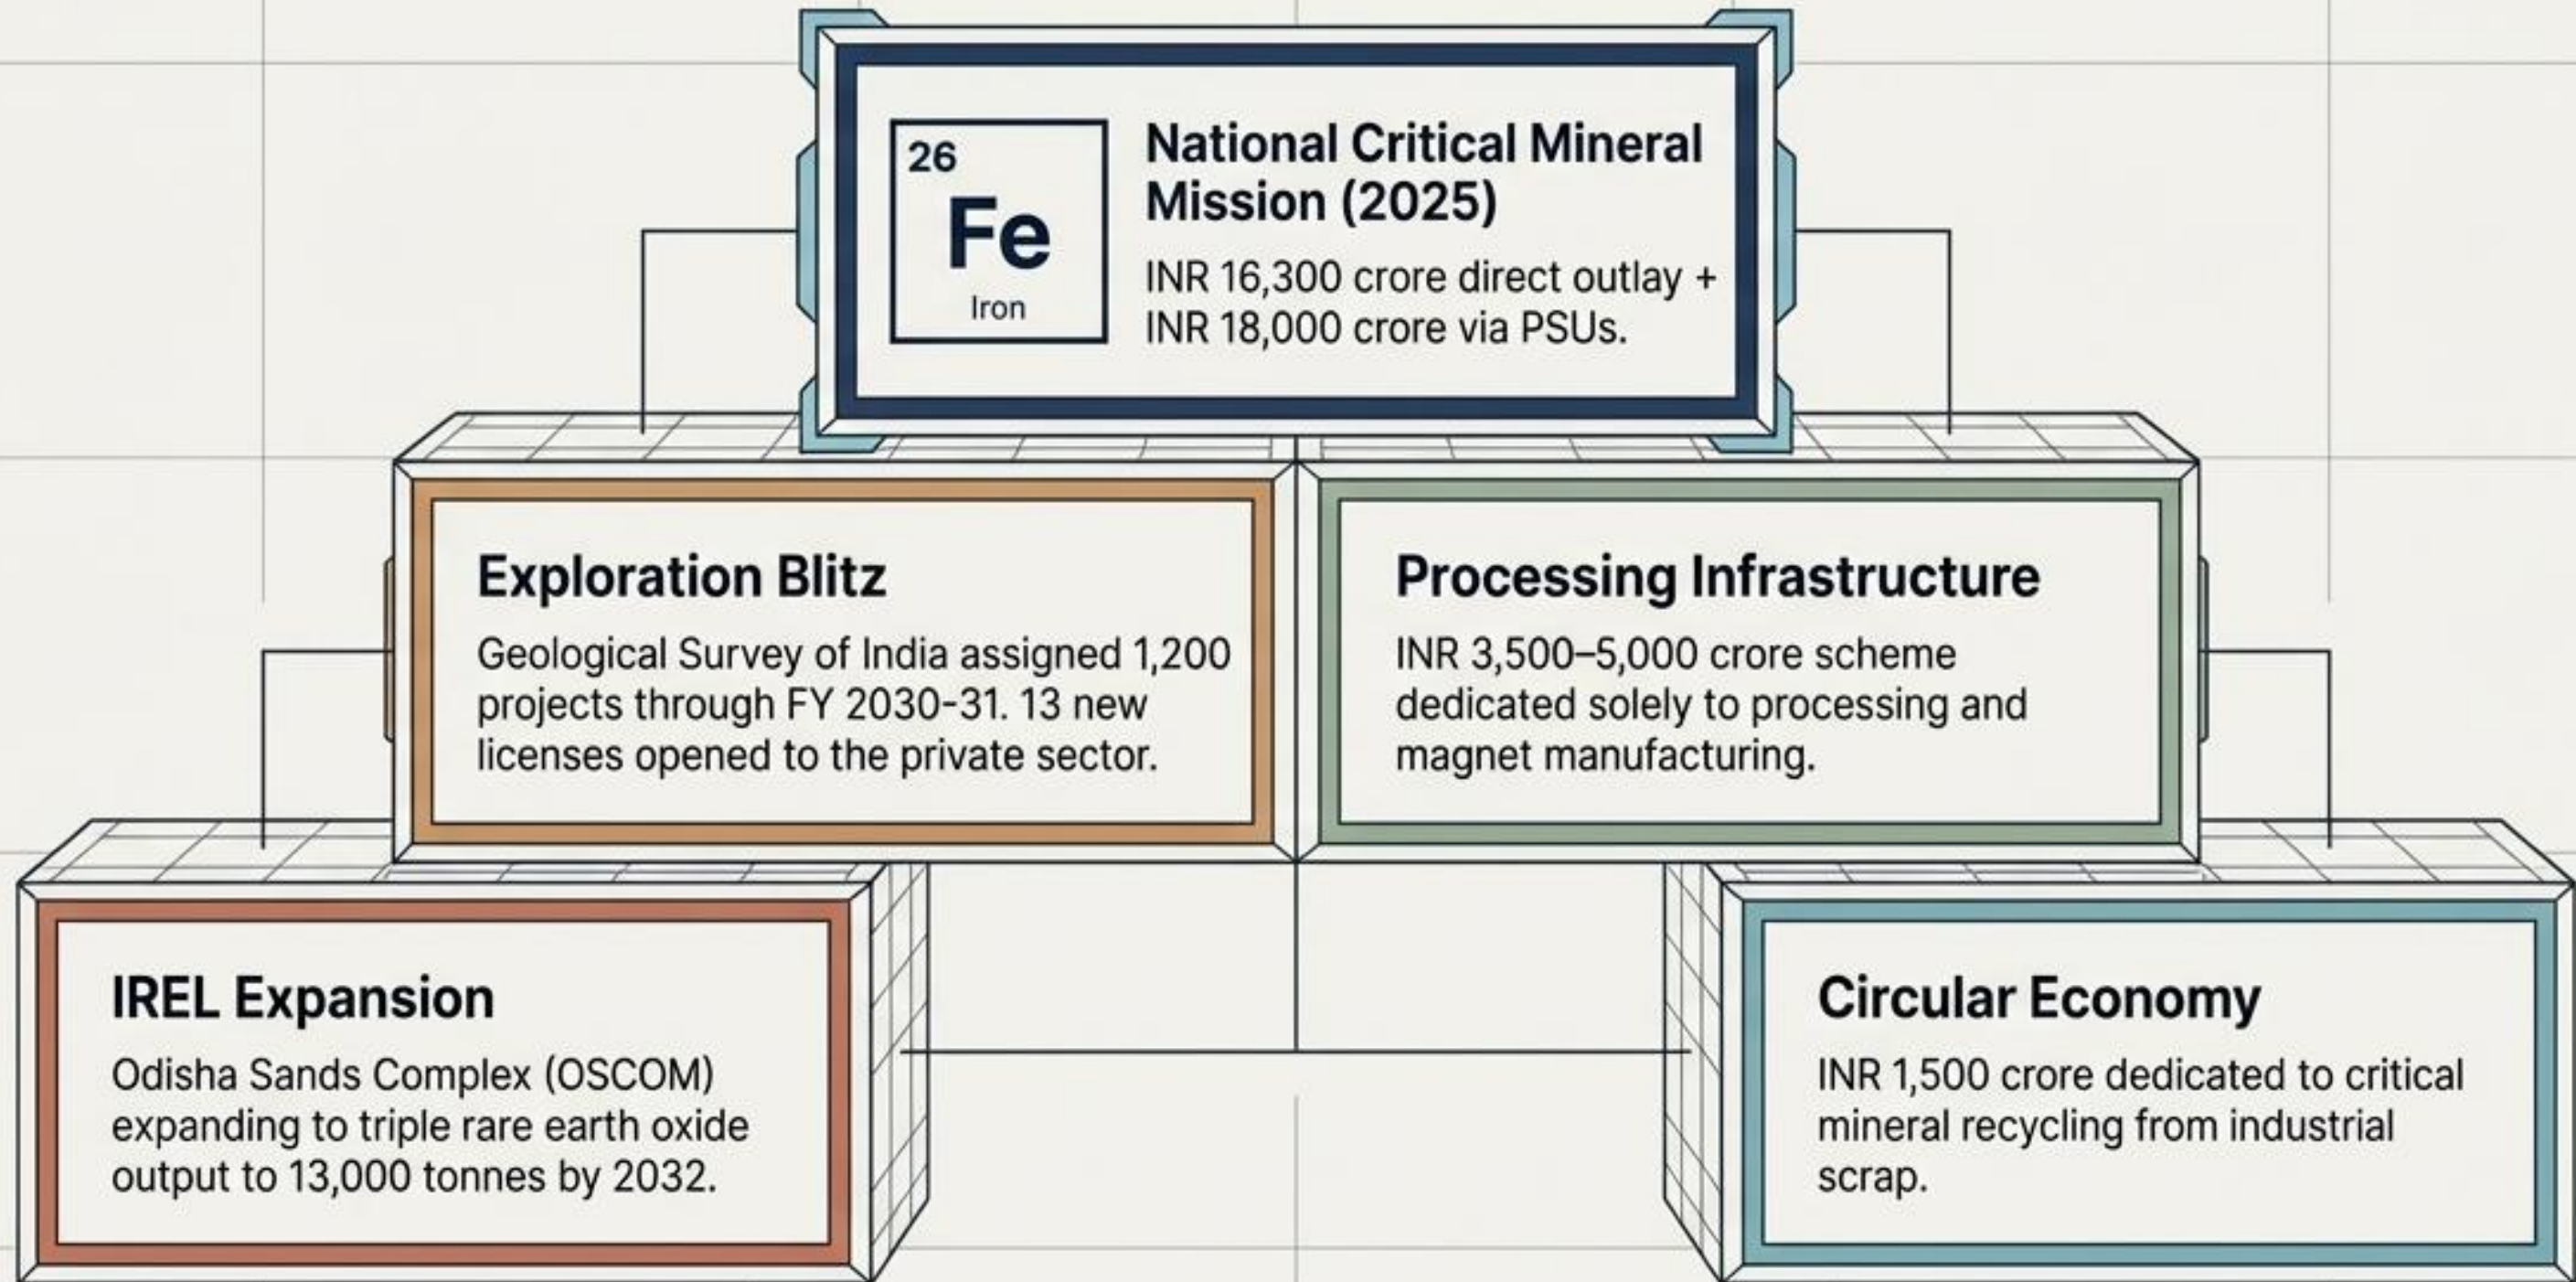 26
Fe
Iron
National Critical Mineral
Mission (2025)
INR 16,300 crore direct outlay +
INR 18,000 crore via PSUs.
Exploration Blitz
Geological Survey of India assigned 1,200
projects through FY 2030-31. 13 new
licenses opened to the private sector.
Processing Infrastructure
INR 3,500–5,000 crore scheme
dedicated solely to processing and
magnet manufacturing.
IREL Expansion
Odisha Sands Complex (OSCOM)
expanding to triple rare earth oxide
output to 13,000 tonnes by 2032.
Circular Economy
INR 1,500 crore dedicated to critical
mineral recycling from industrial
scrap.